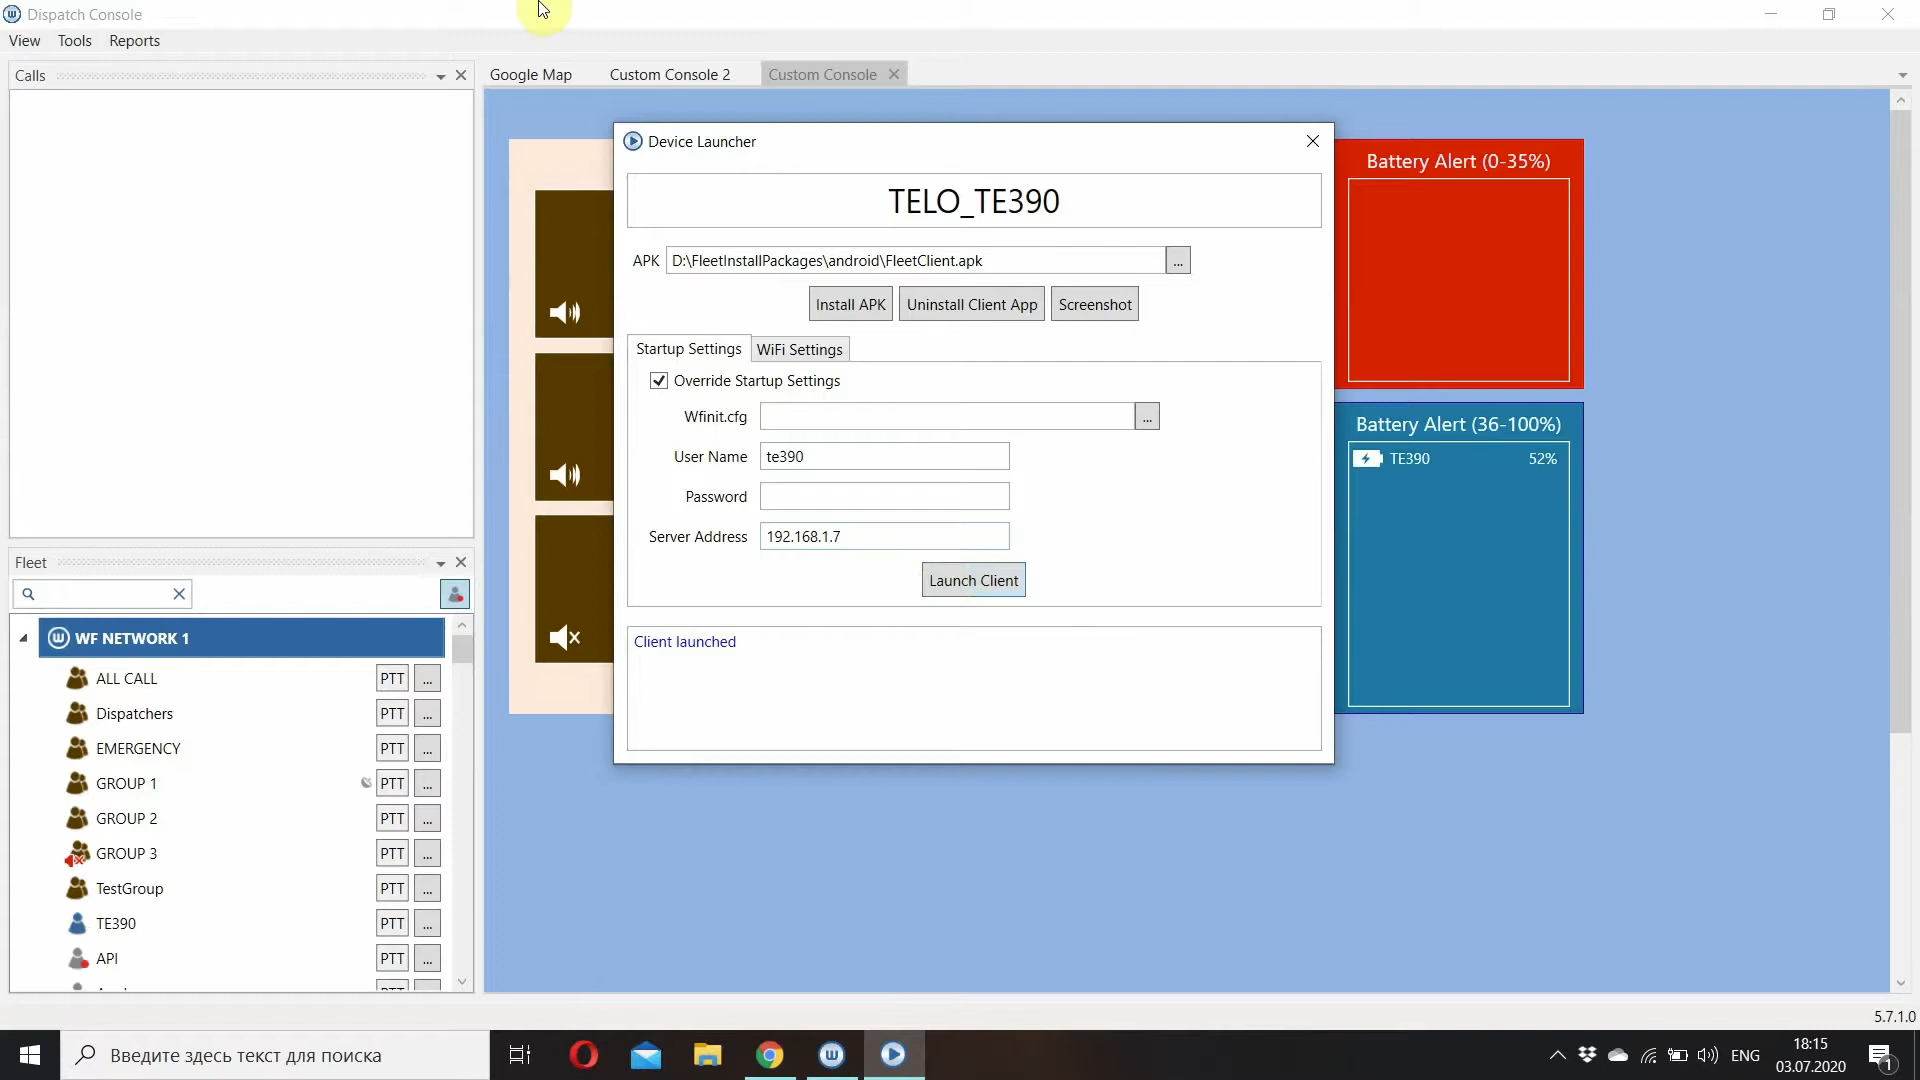 Dispatch Console
View Tools Reports
Calls
Google Map Custom Console 2 Custom Console
Device Launcher
TELO_TE390
APK D:\FleetInstallPackages\android\FleetClient.apk ...
Install APK Uninstall Client App Screenshot
Startup Settings WiFi Settings
Override Startup Settings
Wfinit.cfg ...
User Name te390
Password
Server Address 192.168.1.7
Launch Client
Client launched
Battery Alert (0-35%)
Battery Alert (36-100%)
TE390 52%
Fleet
WF NETWORK 1
ALL CALL PTT ...
Dispatchers PTT ...
EMERGENCY PTT ...
GROUP 1 PTT ...
GROUP 2 PTT ...
GROUP 3 PTT ...
TestGroup PTT ...
TE390 PTT ...
API PTT ...
5.7.1.0
Введите здесь текст для поиска
ENG
18:15
03.07.2020
1